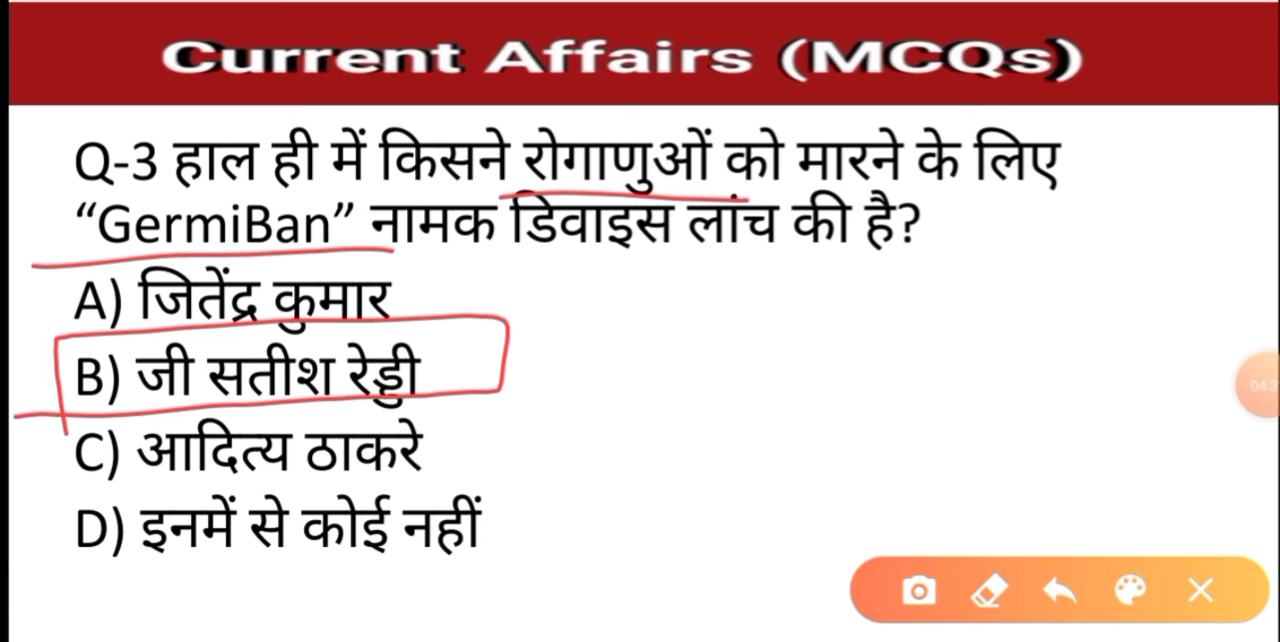 Current Affairs (MCQs)
Q-3 हाल ही में किसने रोगाणुओं को मारने के लिए
“GermiBan” नामक डिवाइस लांच की है?
A) जितेंद्र कुमार
B) जी सतीश रेड्डी
C) आदित्य ठाकरे
D) इनमें से कोई नहीं